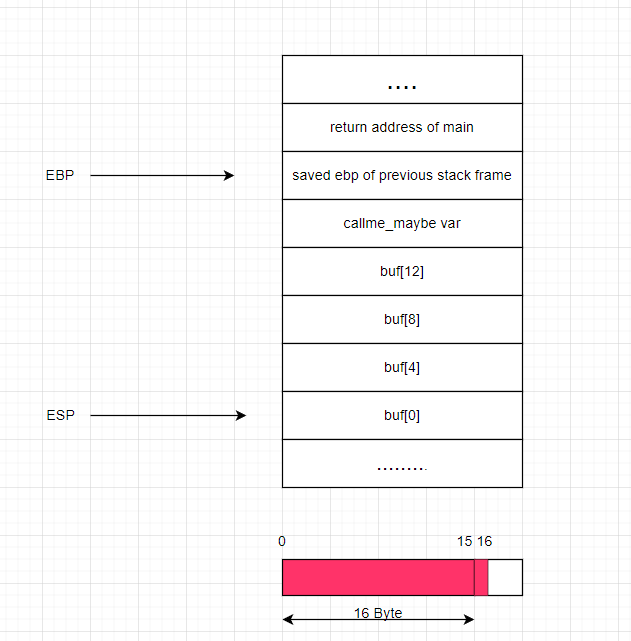 ....
return address of main
EBP
saved ebp of previous stack frame
callme_maybe var
buf[12]
buf[8]
buf[4]
ESP
buf[0]
.........
0
15 16
16 Byte